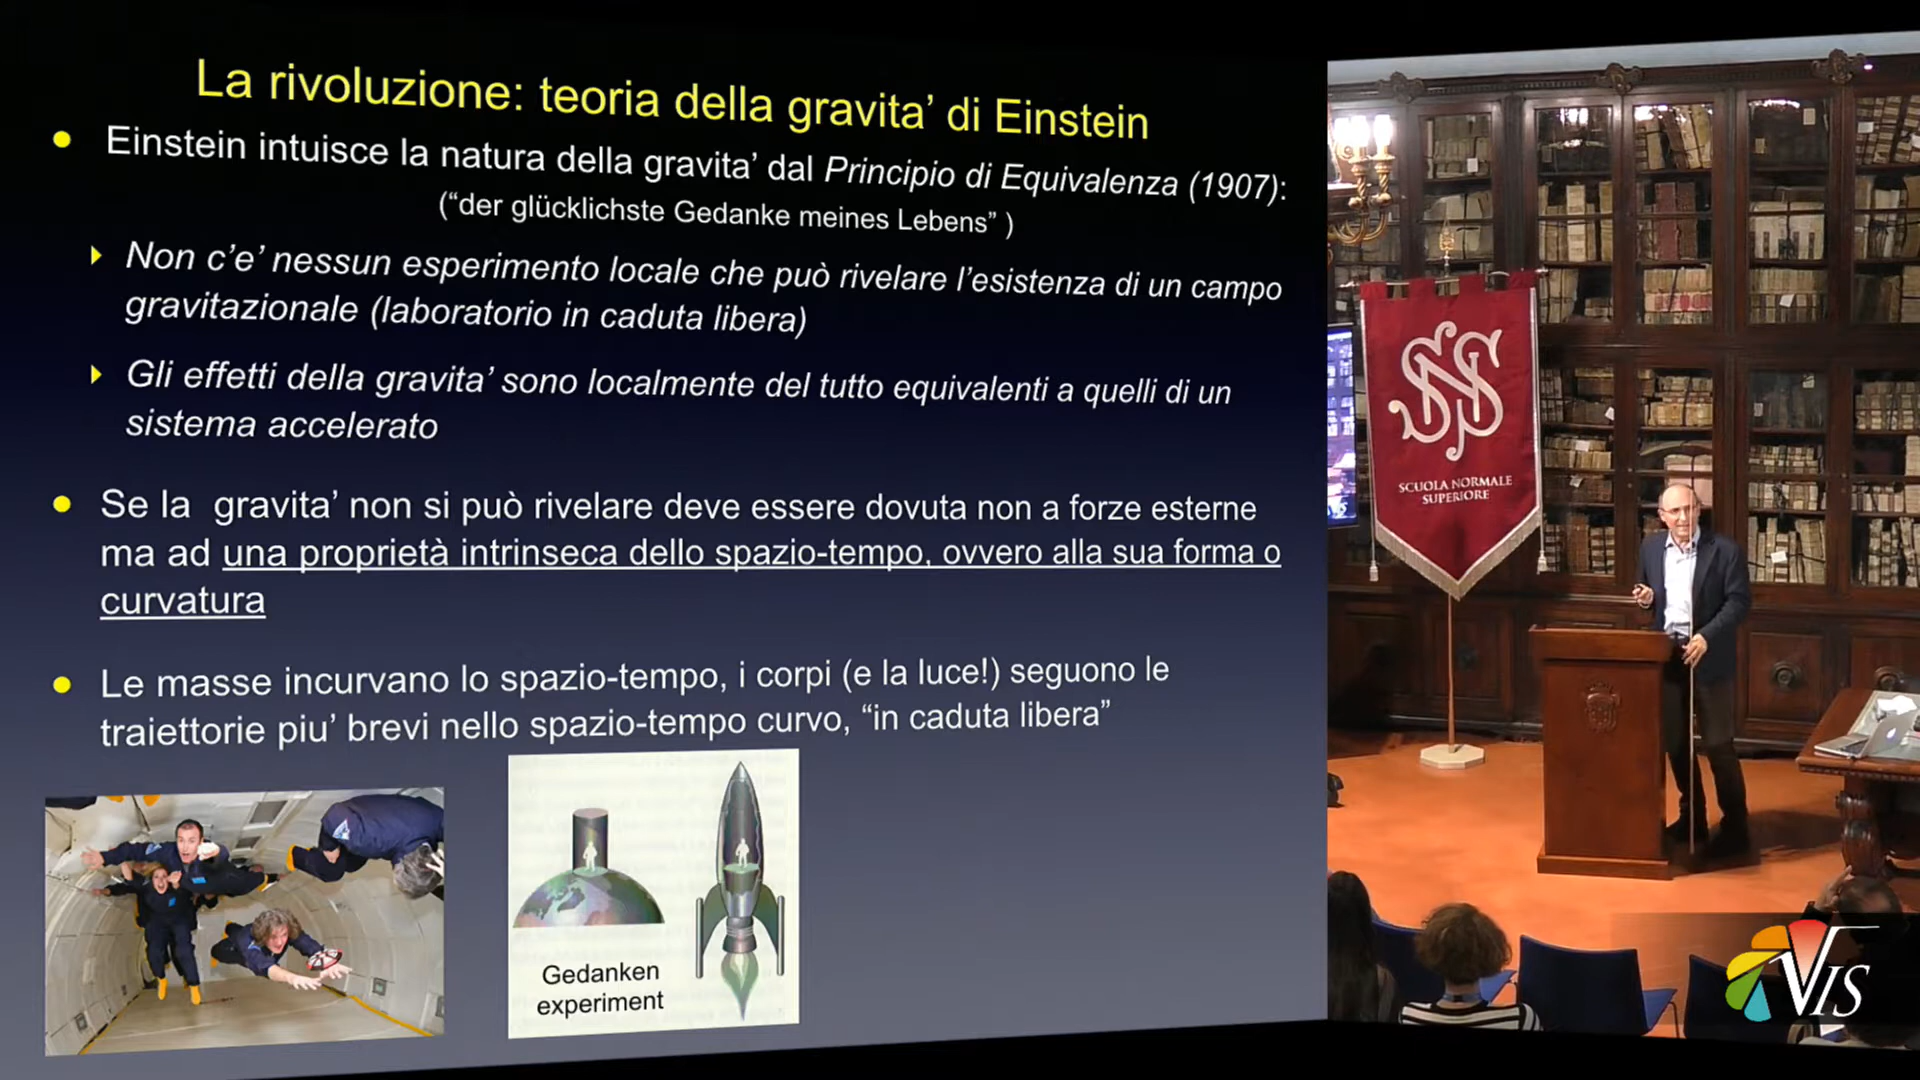 La rivoluzione: teoria della gravita' di Einstein
Einstein intuisce la natura della gravita' dal Principio di Equivalenza (1907):
(“der glücklichste Gedanke meines Lebens” )
Non c'e' nessun esperimento locale che può rivelare l'esistenza di un campo
gravitazionale (laboratorio in caduta libera)
Gli effetti della gravita' sono localmente del tutto equivalenti a quelli di un
sistema accelerato
Se la gravita' non si può rivelare deve essere dovuta non a forze esterne
ma ad una proprietà intrinseca dello spazio-tempo, ovvero alla sua forma o
curvatura
Le masse incurvano lo spazio-tempo, i corpi (e la luce!) seguono le
traiettorie piu' brevi nello spazio-tempo curvo, “in caduta libera”
Gedanken
experiment
SNS
SCUOLA NORMALE
SUPERIORE
VIS